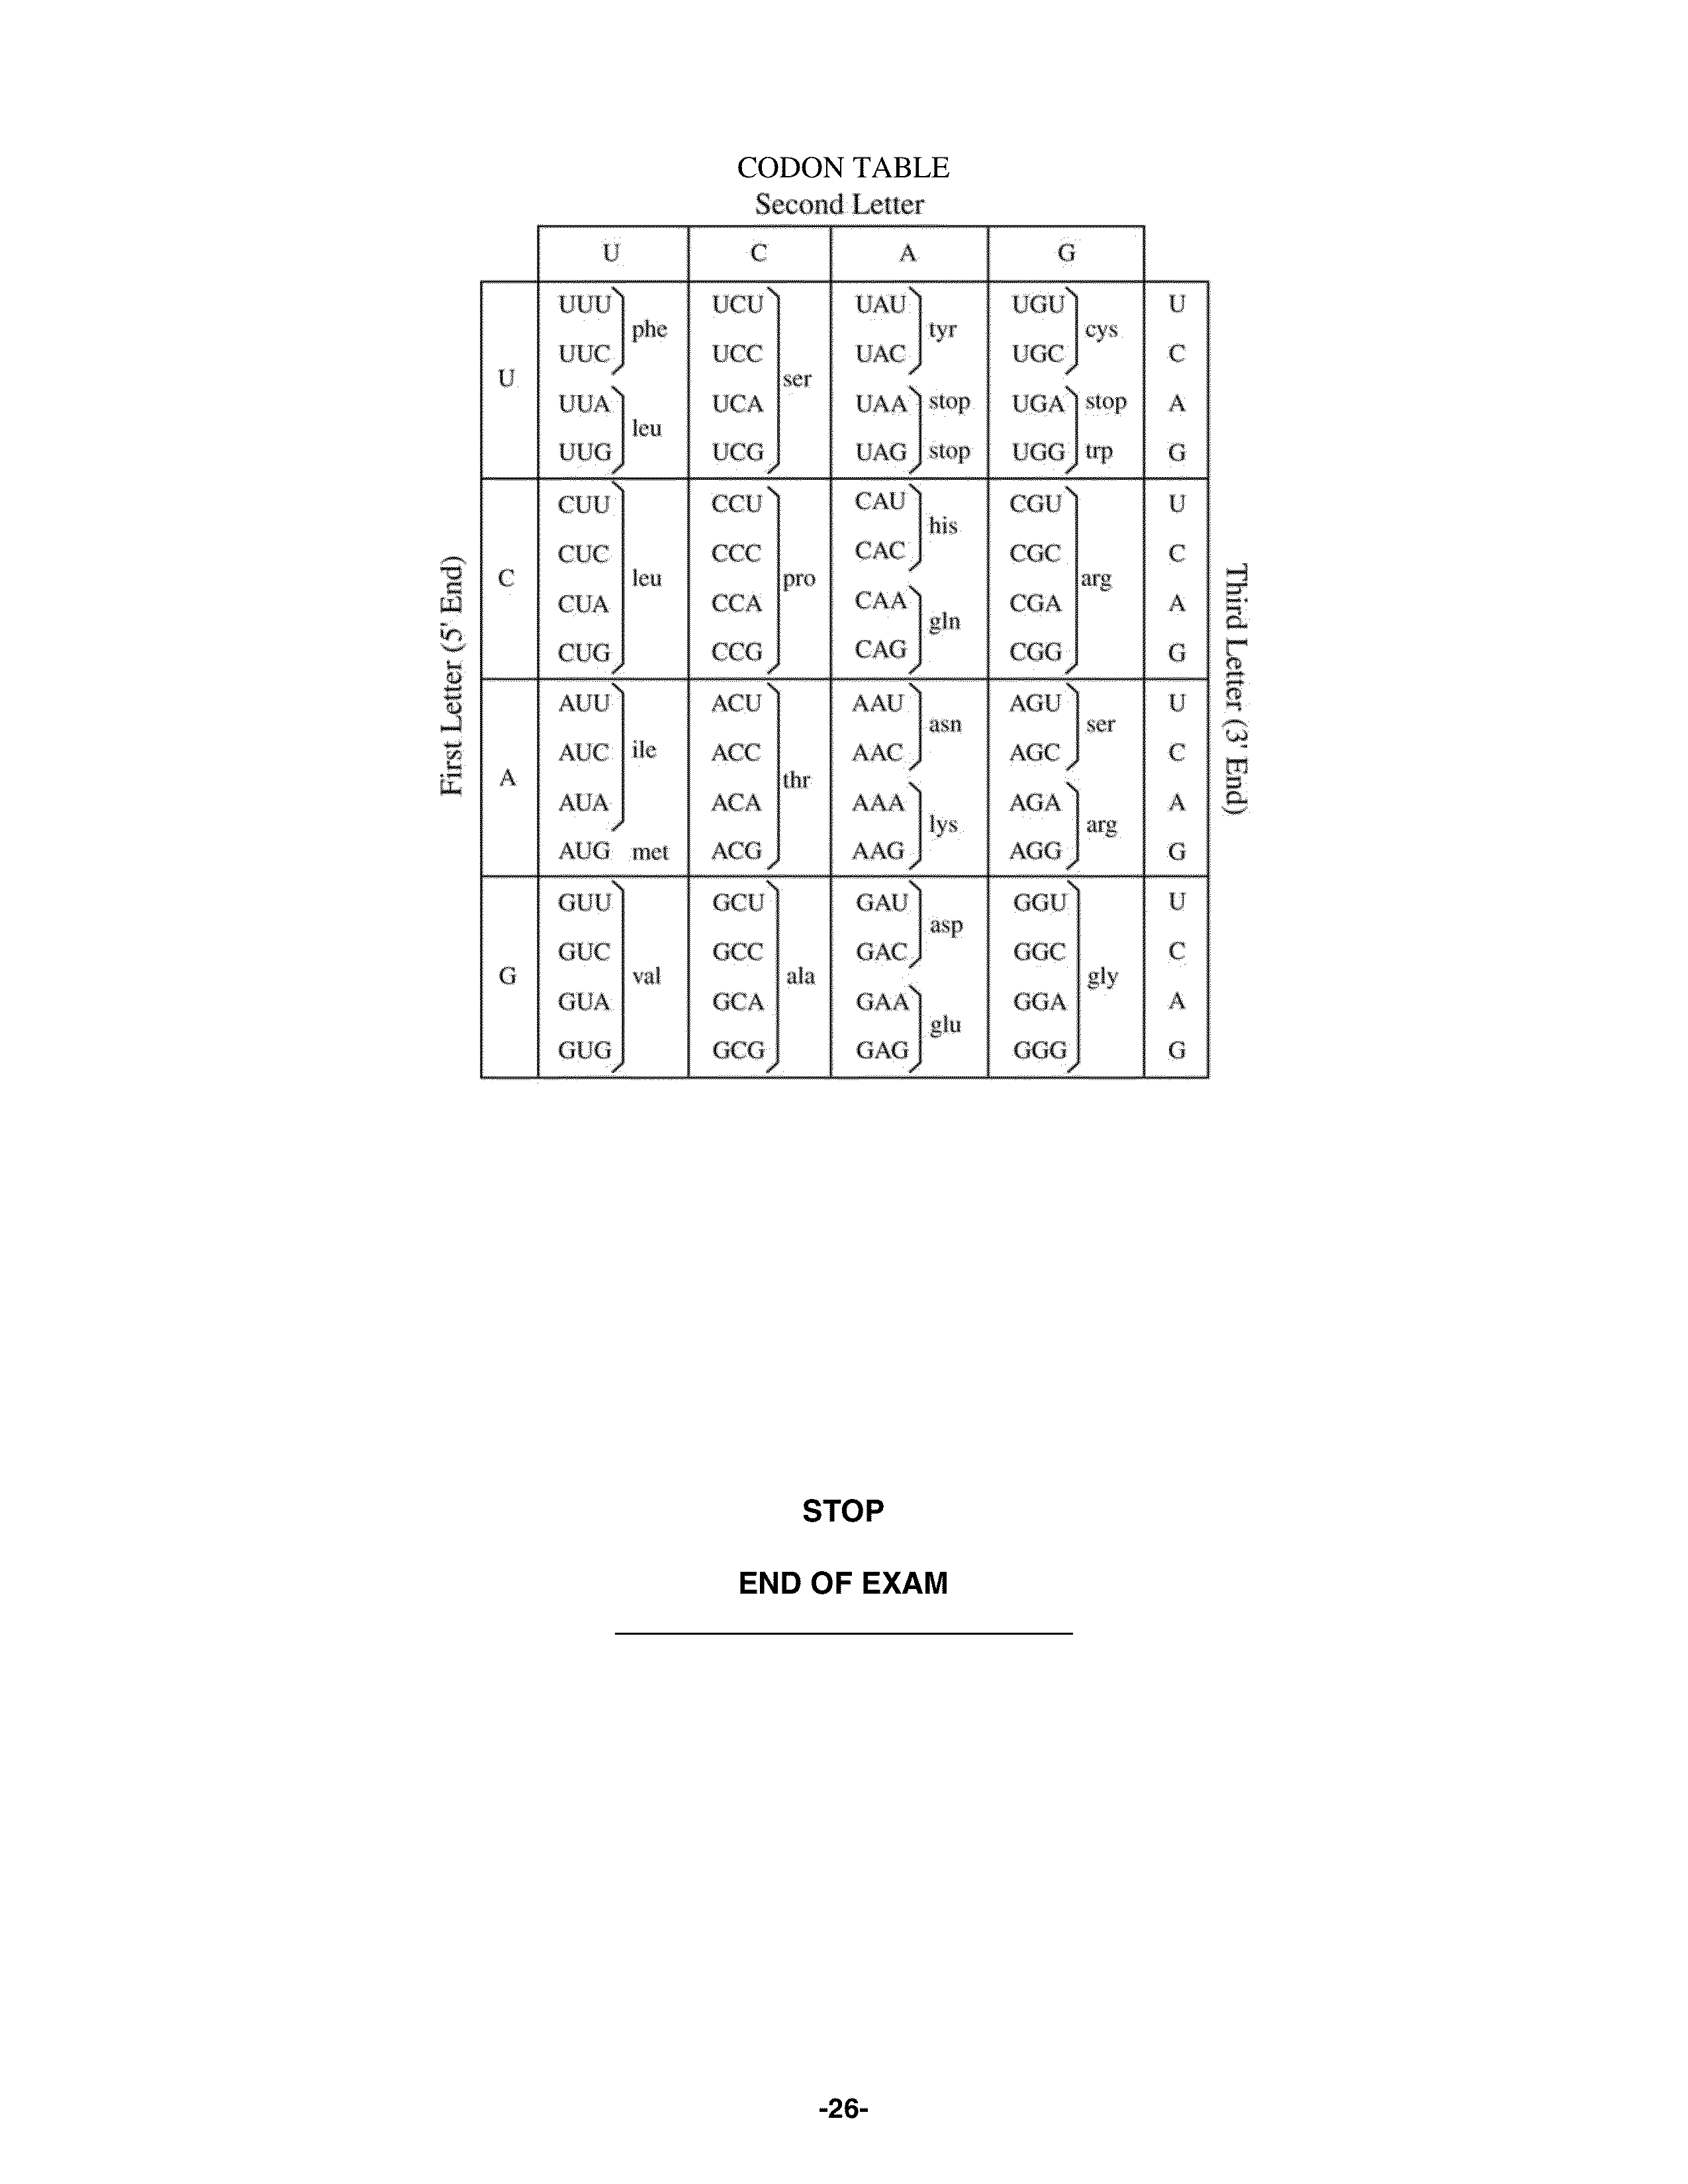 CODON TABLE
Second Letter
U C A G
First Letter (5' End)
Third Letter (3' End)
U
UUU UCU UAU UGU U
phe tyr cys
UUC UCC UAC UGC C
ser
UUA UCA UAA stop UGA stop A
leu
UUG UCG UAG stop UGG trp G
C
CUU CCU CAU CGU U
his
CUC CCC CAC CGC C
leu pro arg
CUA CCA CAA CGA A
gln
CUG CCG CAG CGG G
A
AUU ACU AAU AGU U
asn ser
AUC ile ACC AAC AGC C
thr
AUA ACA AAA AGA A
lys arg
AUG met ACG AAG AGG G
G
GUU GCU GAU GGU U
asp
GUC GCC GAC GGC C
val ala gly
GUA GCA GAA GGA A
glu
GUG GCG GAG GGG G
STOP
END OF EXAM
-26-